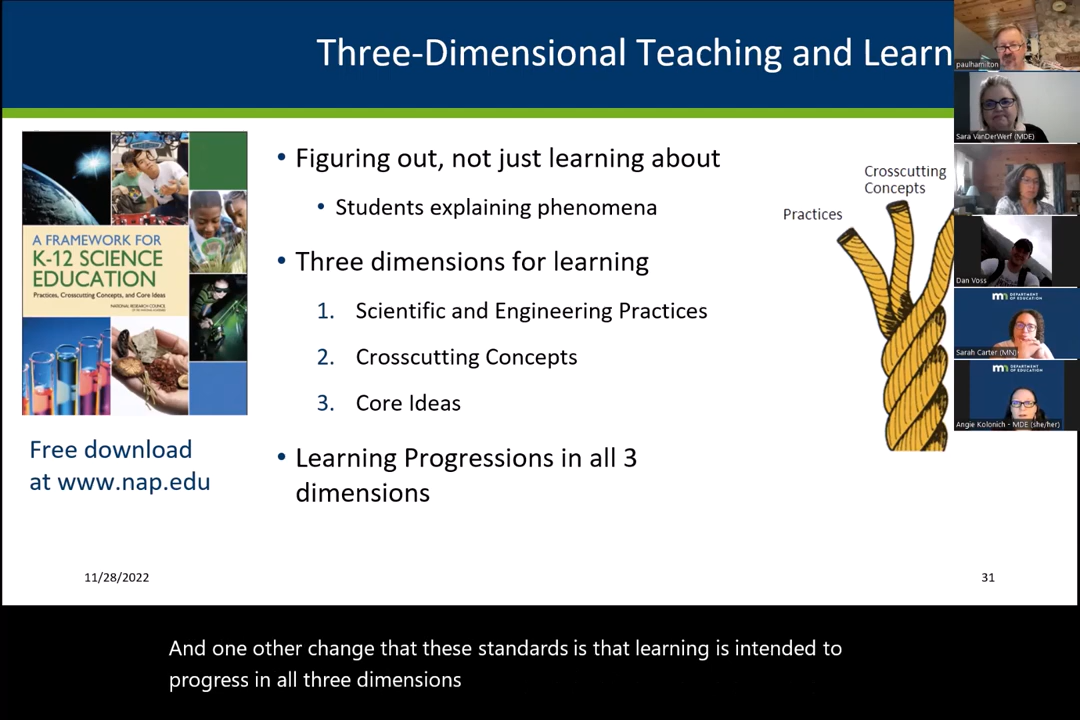 Three-Dimensional Teaching and Learn
A FRAMEWORK FOR
K-12 SCIENCE
EDUCATION
Practices, Crosscutting Concepts, and Core Ideas
NATIONAL RESEARCH COUNCIL
Free download
at www.nap.edu
• Figuring out, not just learning about
• Students explaining phenomena
• Three dimensions for learning
1. Scientific and Engineering Practices
2. Crosscutting Concepts
3. Core Ideas
• Learning Progressions in all 3
dimensions
Crosscutting
Concepts
Practices
paulhamilton
Sara VanDerWerf (MDE)
Dan Voss
mn DEPARTMENT
OF EDUCATION
Sarah Carter (MN)
mn DEPARTMENT
OF EDUCATION
Angie Kolonich - MDE (she/her)
11/28/2022
31
And one other change that these standards is that learning is intended to
progress in all three dimensions